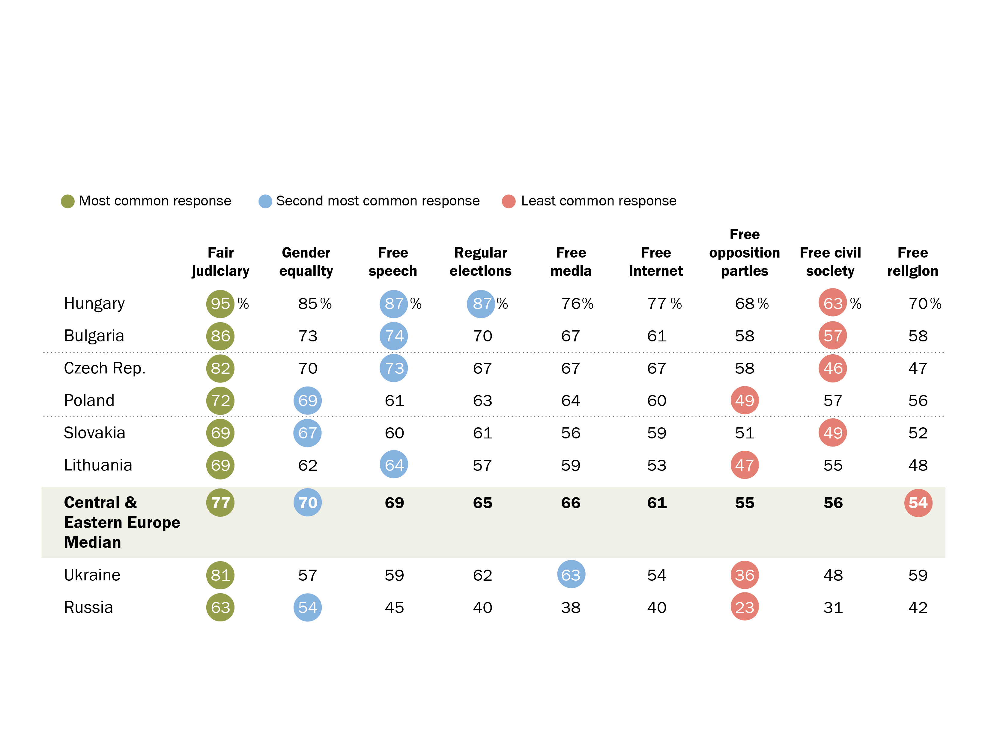 Most common response Second most common response Least common response
Free
Fair Gender Free Regular Free Free opposition Free civil Free
judiciary equality speech elections media internet parties society religion
Hungary 95 % 85 % 87 % 87 % 76 % 77 % 68 % 63 % 70 %
Bulgaria 86 73 74 70 67 61 58 57 58
Czech Rep. 82 70 73 67 67 67 58 46 47
Poland 72 69 61 63 64 60 49 57 56
Slovakia 69 67 60 61 56 59 51 49 52
Lithuania 69 62 64 57 59 53 47 55 48
Central & 77 70 69 65 66 61 55 56 54
Eastern Europe
Median
Ukraine 81 57 59 62 63 54 36 48 59
Russia 63 54 45 40 38 40 23 31 42